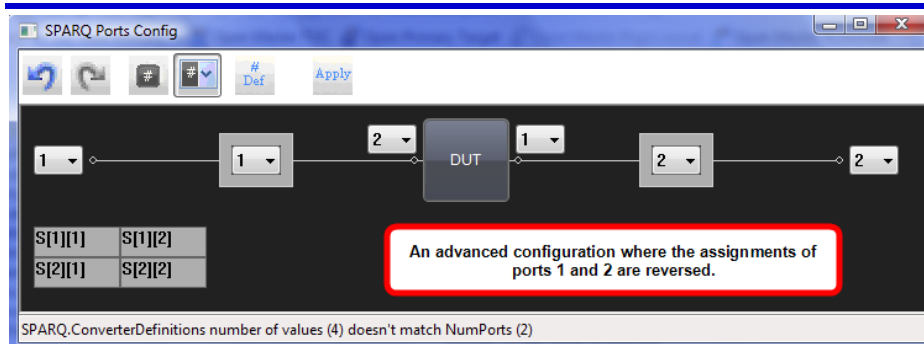 SPARQ Ports Config
# # # Def Apply
1 1 2 DUT 1 2 2
S[1][1] S[1][2]
S[2][1] S[2][2]
An advanced configuration where the assignments of
ports 1 and 2 are reversed.
SPARQ.ConverterDefinitions number of values (4) doesn't match NumPorts (2)